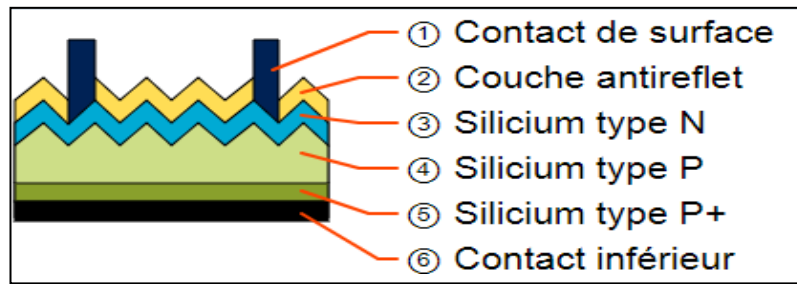 ① Contact de surface
② Couche antireflet
③ Silicium type N
④ Silicium type P
⑤ Silicium type P+
⑥ Contact inférieur